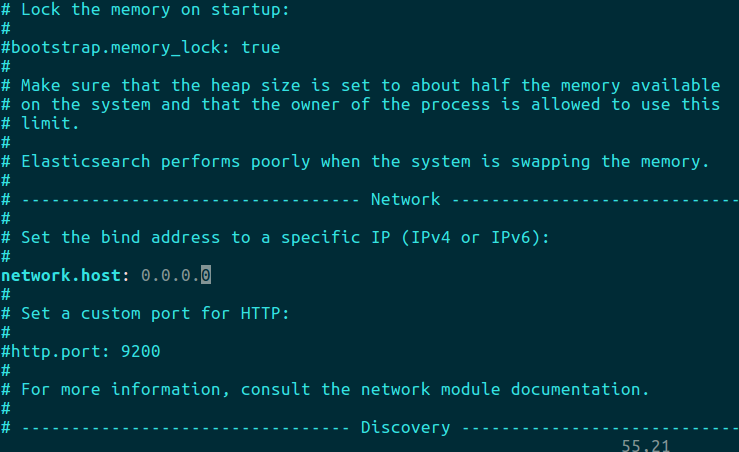 # Lock the memory on startup:
#
#bootstrap.memory_lock: true
#
# Make sure that the heap size is set to about half the memory available
# on the system and that the owner of the process is allowed to use this
# limit.
#
# Elasticsearch performs poorly when the system is swapping the memory.
#
# ---------------------------------- Network -----------------------------
#
# Set the bind address to a specific IP (IPv4 or IPv6):
#
network.host: 0.0.0.0
#
# Set a custom port for HTTP:
#
#http.port: 9200
#
# For more information, consult the network module documentation.
#
# --------------------------------- Discovery ----------------------------
55,21